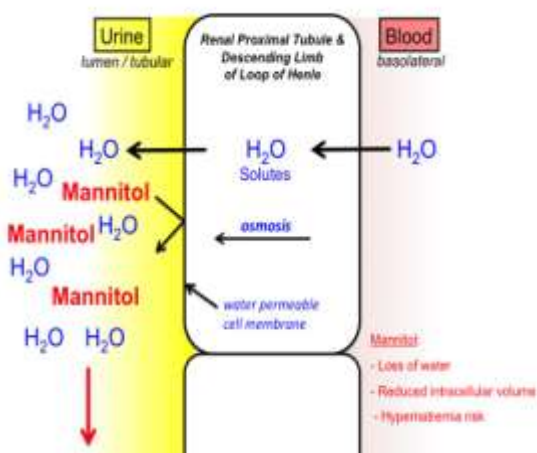 Urine
lumen / tubular
Renal Proximal Tubule &
Descending Limb
of Loop of Henle
Blood
basolateral
H₂O
H₂O
H₂O
Solutes
H₂O
H₂O
Mannitol
Mannitol
H₂O
osmosis
H₂O
Mannitol
water permeable
cell membrane
H₂O
H₂O
Mannitol:
- Loss of water
- Reduced intracellular volume
- Hypernatremia risk